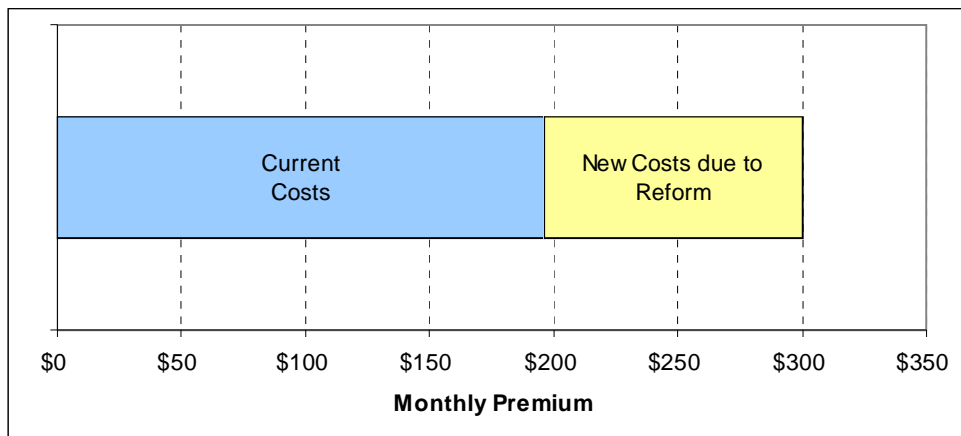 Current
Costs
New Costs due to
Reform
$0 $50 $100 $150 $200 $250 $300 $350
Monthly Premium